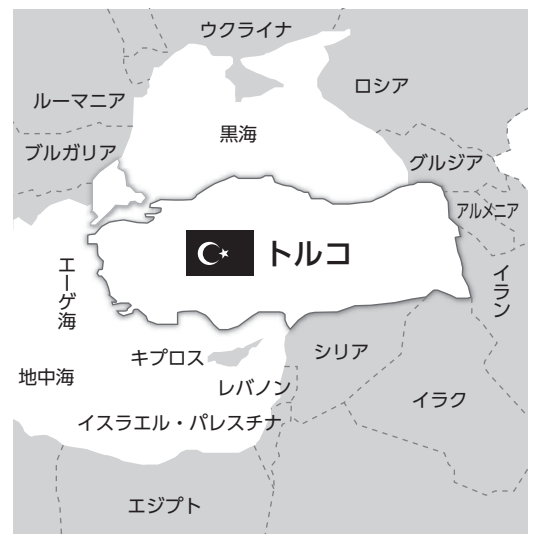 ウクライナ
ロシア
ルーマニア
黒海
ブルガリア
グルジア
アルメニア
トルコ
エーゲ海
イラン
キプロス
シリア
地中海
レバノン
イラク
イスラエル・パレスチナ
エジプト